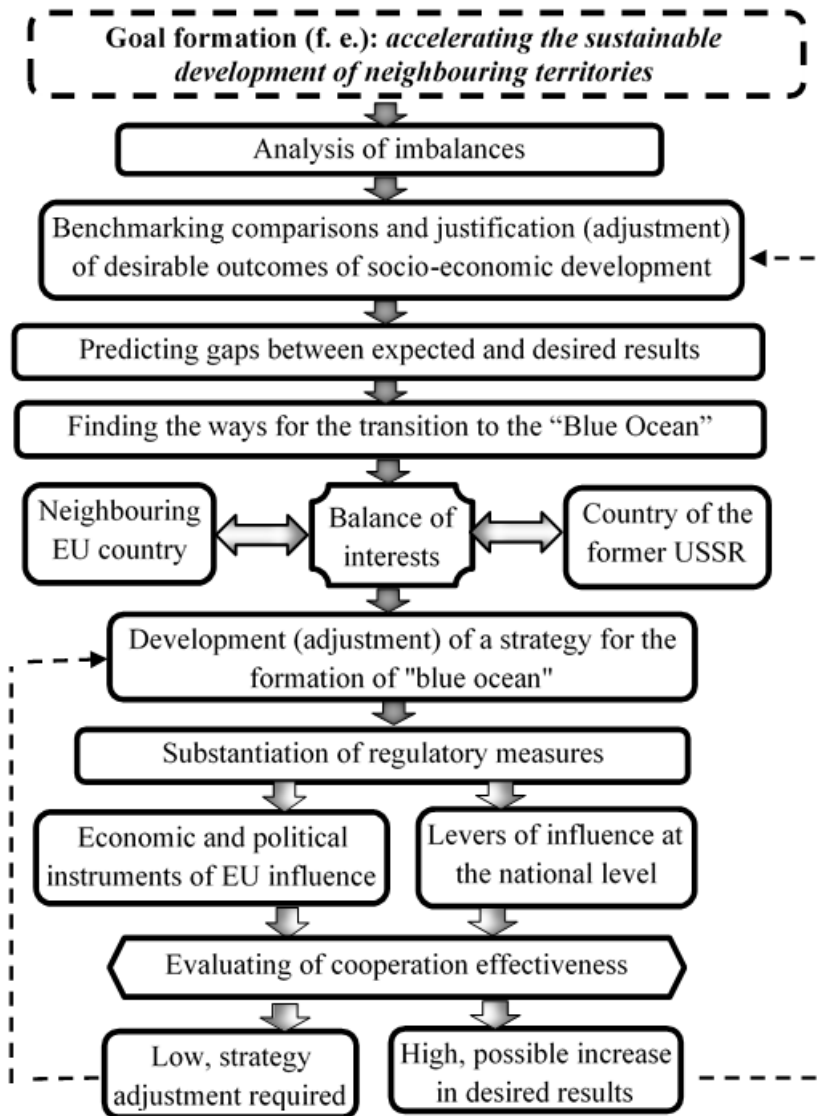 Goal formation (f. e.): accelerating the sustainable
development of neighbouring territories
Analysis of imbalances
Benchmarking comparisons and justification (adjustment)
of desirable outcomes of socio-economic development
Predicting gaps between expected and desired results
Finding the ways for the transition to the “Blue Ocean”
Neighbouring
EU country
Balance of
interests
Country of the
former USSR
Development (adjustment) of a strategy for the
formation of "blue ocean"
Substantiation of regulatory measures
Economic and political
instruments of EU influence
Levers of influence at
the national level
Evaluating of cooperation effectiveness
Low, strategy
adjustment required
High, possible increase
in desired results